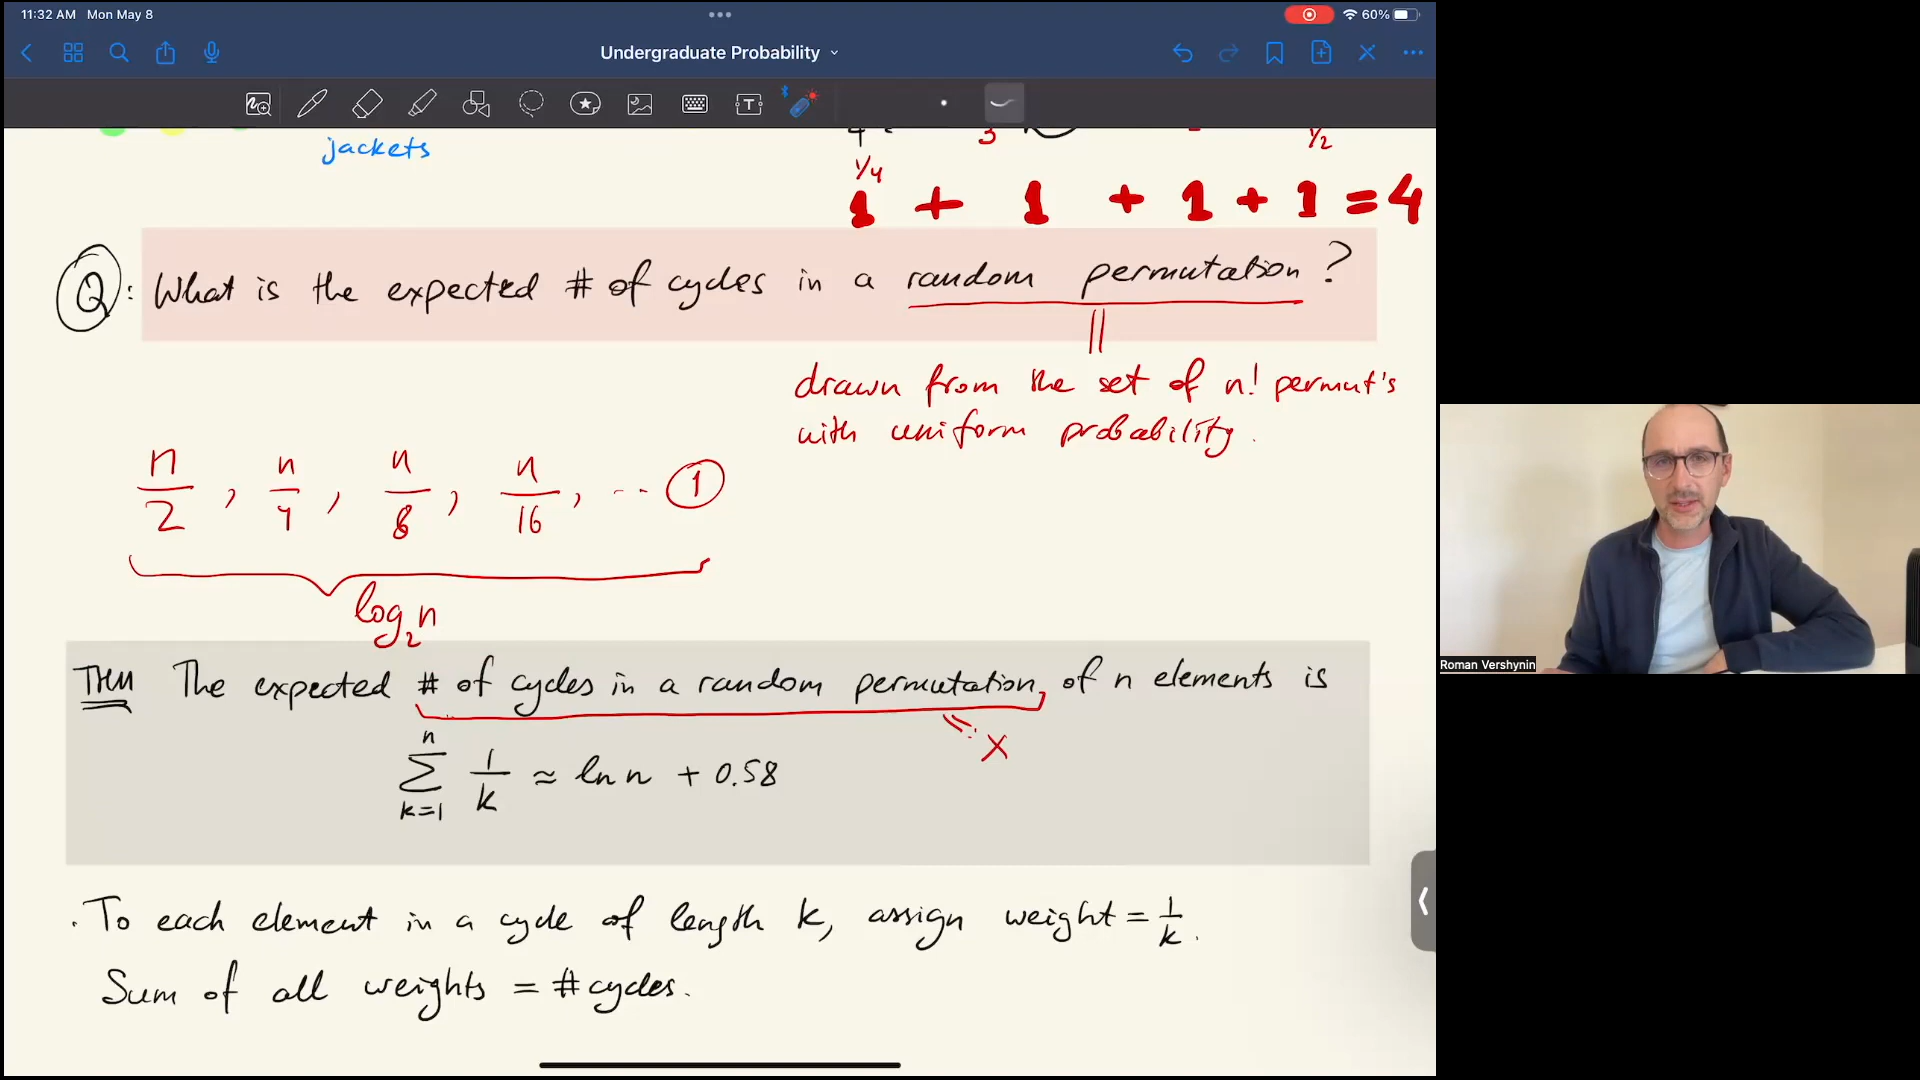 11:32 AM Mon May 8
60%
Undergraduate Probability
jackets
3
1/2
1/4
1 + 1 + 1 + 1 = 4
Q: What is the expected # of cycles in a random permutation?
||
drawn from the set of n! permut's
with uniform probability.
n/2, n/4, n/8, n/16, ... 1
log₂n
THM The expected # of cycles in a random permutation, of n elements is
X
n
∑ 1/k ≈ ln n + 0.58
k=1
. To each element in a cycle of length k, assign weight = 1/k.
Sum of all weights = # cycles.
Roman Vershynin